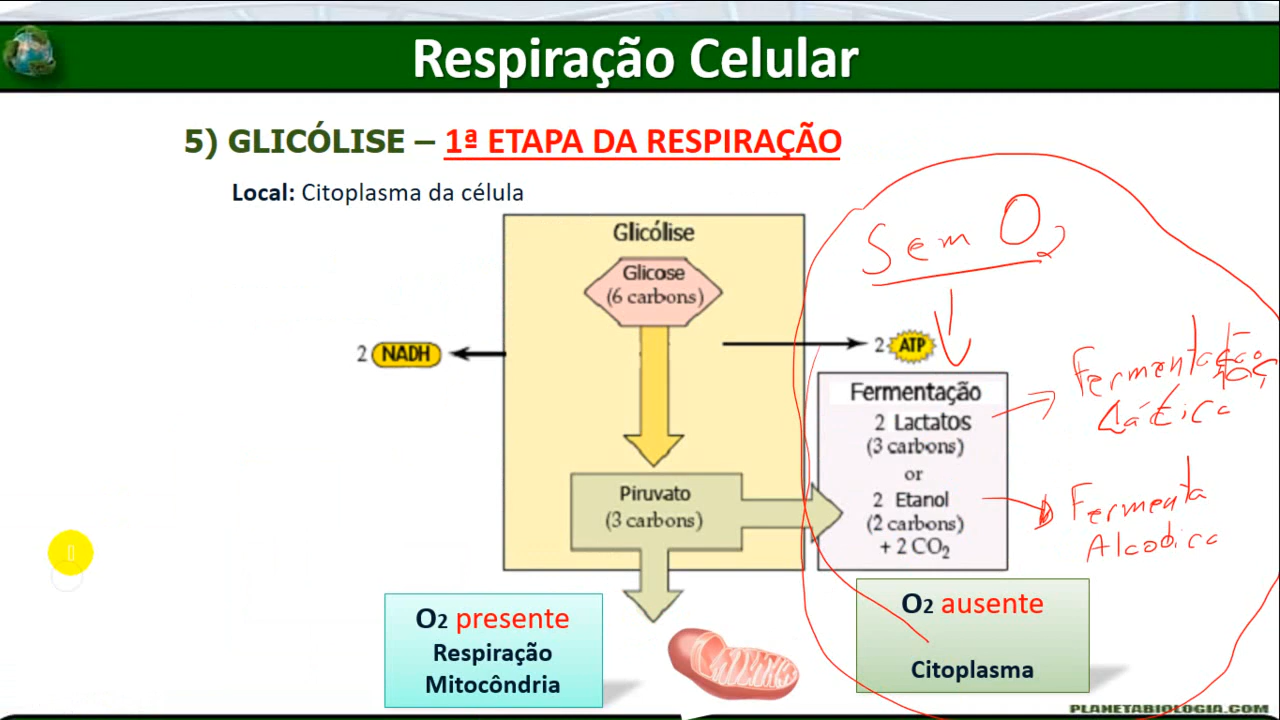 Respiração Celular
5) GLICÓLISE – 1ª ETAPA DA RESPIRAÇÃO
Local: Citoplasma da célula
Glicólise
Glicose
(6 carbons)
2 NADH
2 ATP
Piruvato
(3 carbons)
Fermentação
2 Lactatos
(3 carbons)
or
2 Etanol
(2 carbons)
+ 2 CO2
Sem O2
Fermentação
Lática
Fermenta
Alcoólica
O2 presente
Respiração
Mitocôndria
O2 ausente
Citoplasma
PLANETABIOLOGIA.COM